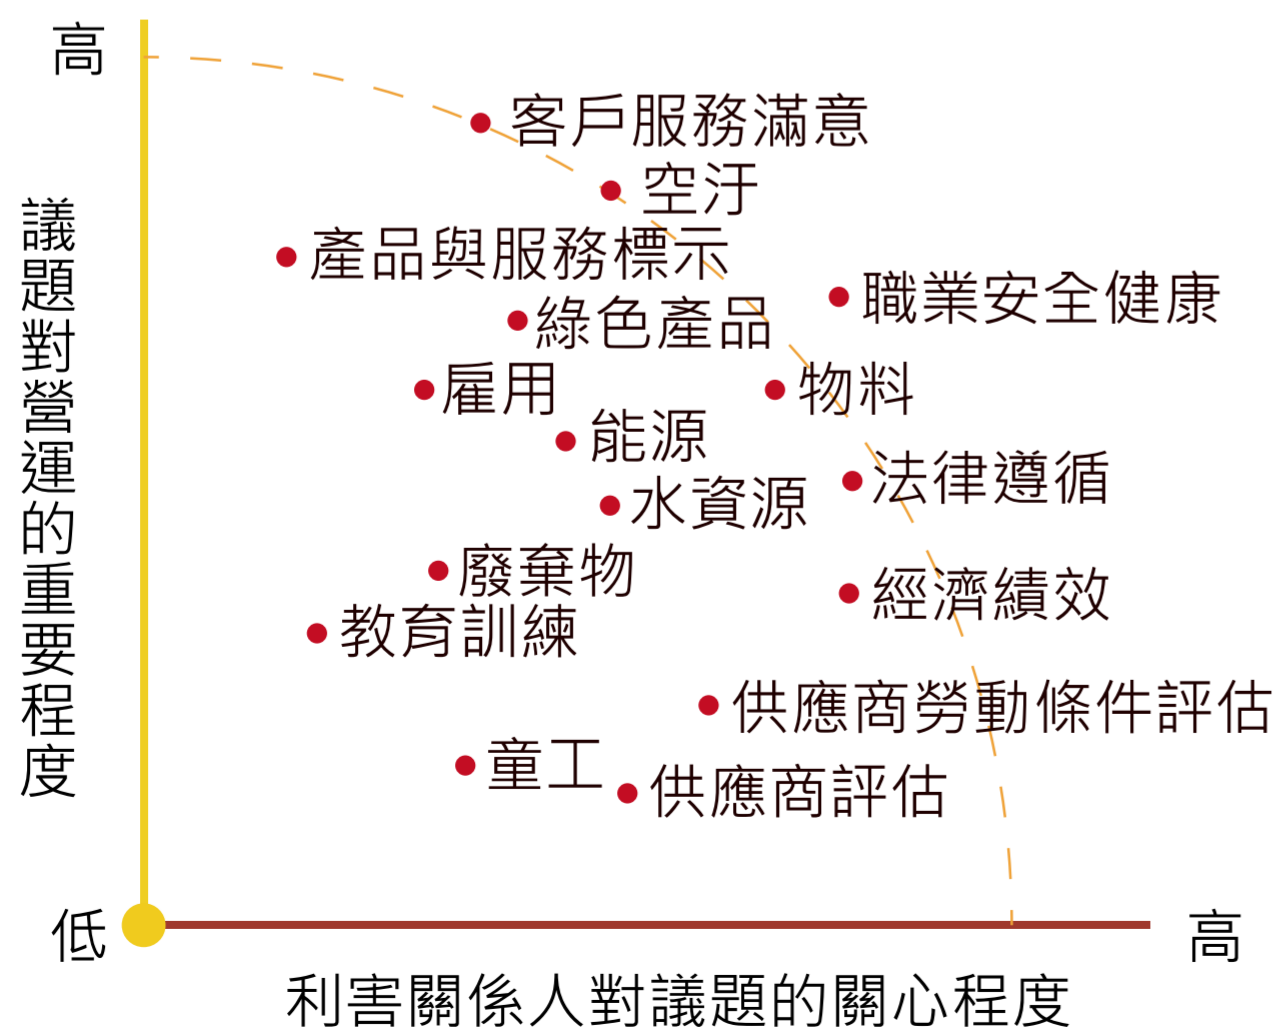 高
客戶服務滿意
空汙
議題對營運的重要程度
產品與服務標示
職業安全健康
綠色產品
雇用
物料
能源
法律遵循
水資源
廢棄物
經濟績效
教育訓練
供應商勞動條件評估
童工
供應商評估
低
高
利害關係人對議題的關心程度